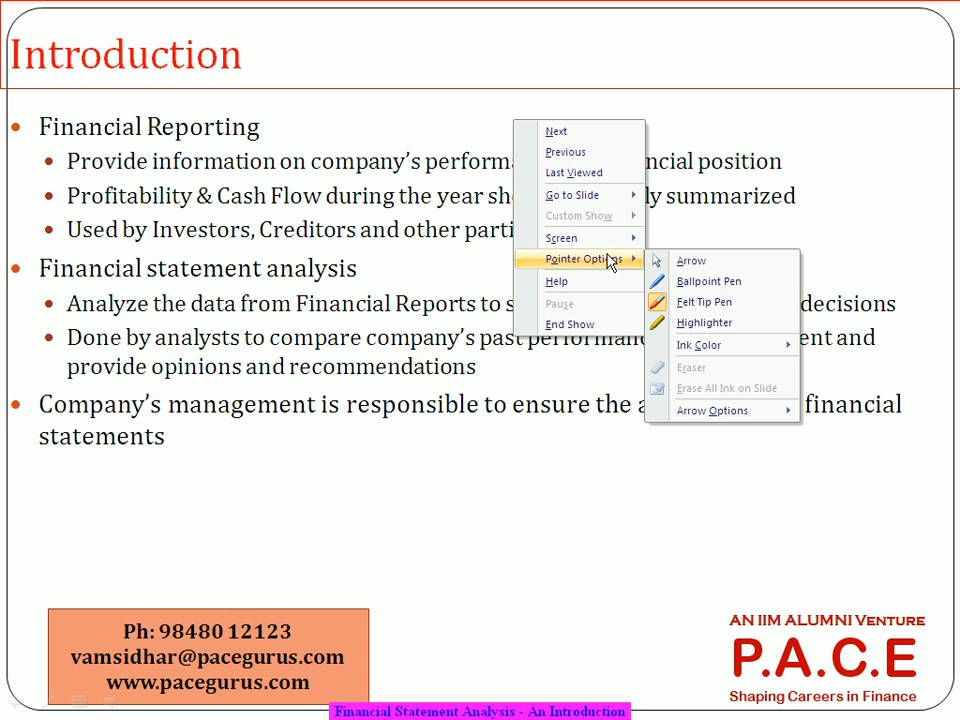 Introduction
Financial Reporting
Provide information on company's performa ncial position
Profitability & Cash Flow during the year sh ly summarized
Used by Investors, Creditors and other parti
Financial statement analysis
Analyze the data from Financial Reports to s decisions
Done by analysts to compare company's past performan ent and
provide opinions and recommendations
Company's management is responsible to ensure the a financial
statements
Next
Previous
Last Viewed
Go to Slide
Custom Show
Screen
Pointer Options
Help
Pause
End Show
Arrow
Ballpoint Pen
Felt Tip Pen
Highlighter
Ink Color
Eraser
Erase All Ink on Slide
Arrow Options
Ph: 98480 12123
vamsidhar@pacegurus.com
www.pacegurus.com
AN IIM ALUMNI VENTURE
P.A.C.E
Shaping Careers in Finance
Financial Statement Analysis - An Introduction